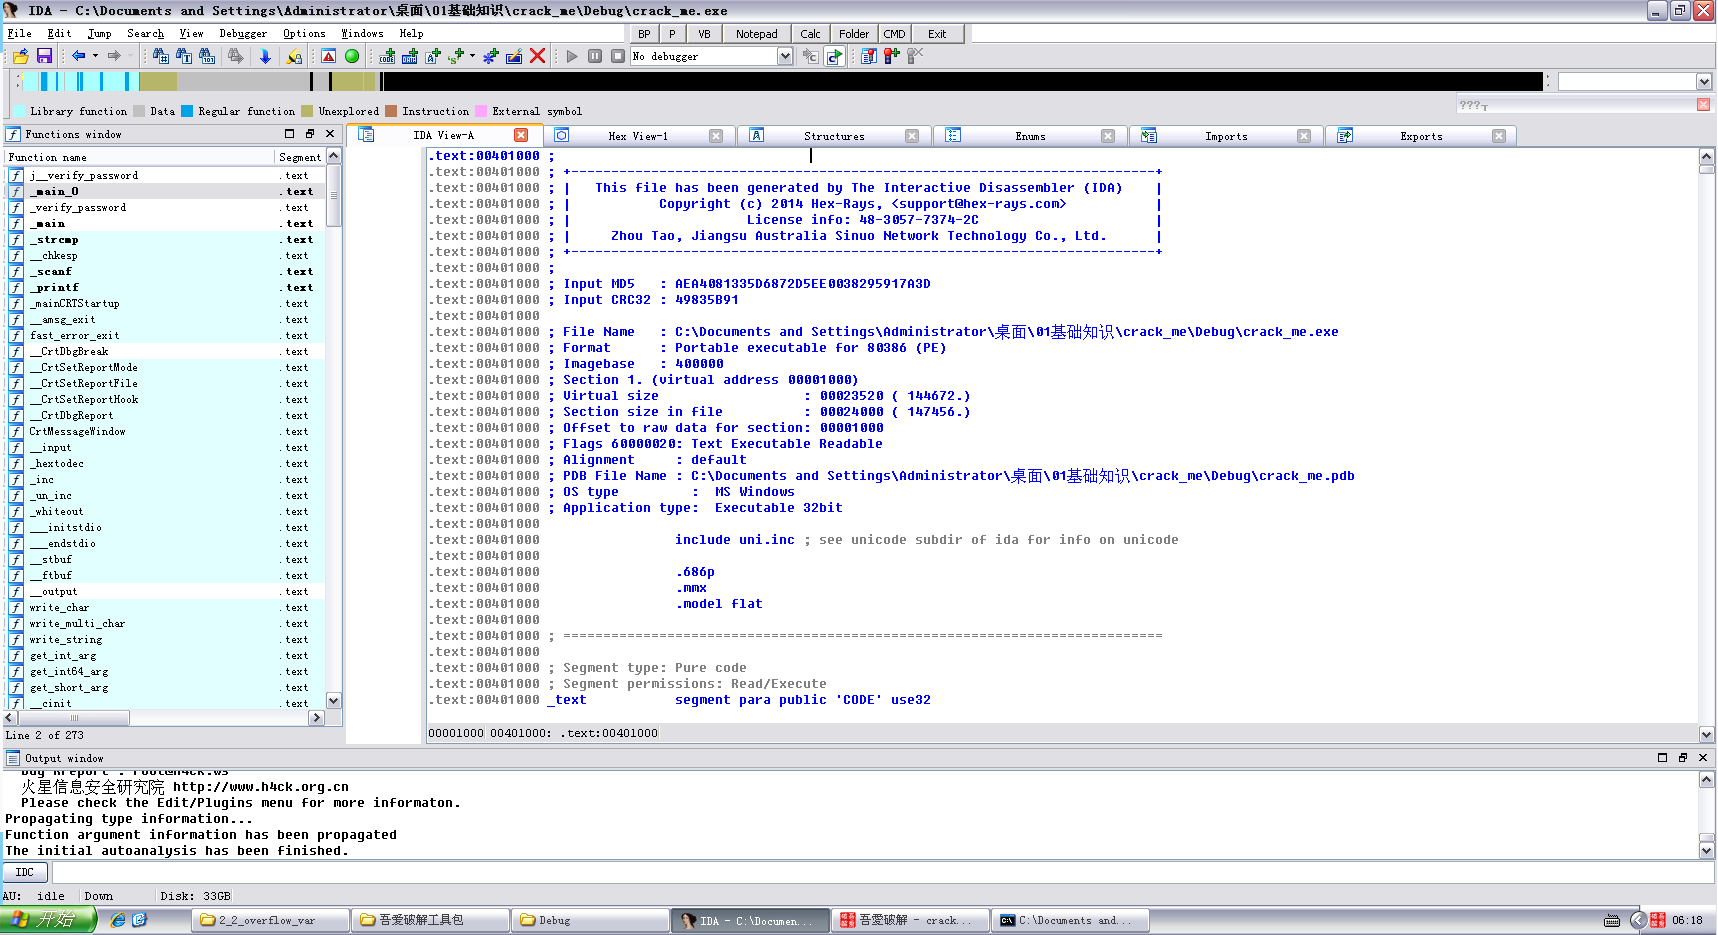 IDA - C:\Documents and Settings\Administrator\桌面\01基础知识\crack_me\Debug\crack_me.exe
File Edit Jump Search View Debugger Options Windows Help
BP P VB Notepad Calc Folder CMD Exit
No debugger
Library function Data Regular function Unexplored Instruction External symbol
Functions window
IDA View-A Hex View-1 Structures Enums Imports Exports
Function name Segment
j__verify_password .text
_main_0 .text
_verify_password .text
_main .text
_strcmp .text
__chkesp .text
_scanf .text
_printf .text
_mainCRTStartup .text
__amsg_exit .text
fast_error_exit .text
__CrtDbgBreak .text
__CrtSetReportMode .text
__CrtSetReportFile .text
__CrtSetReportHook .text
__CrtDbgReport .text
CrtMessageWindow .text
__input .text
_hextodec .text
_inc .text
_un_inc .text
_whiteout .text
___initstdio .text
___endstdio .text
__stbuf .text
__ftbuf .text
__output .text
write_char .text
write_multi_char .text
write_string .text
get_int_arg .text
get_int64_arg .text
get_short_arg .text
__cinit .text
Line 2 of 273
.text:00401000 ;
.text:00401000 ; +-------------------------------------------------------------------------+
.text:00401000 ; | This file has been generated by The Interactive Disassembler (IDA) |
.text:00401000 ; | Copyright (c) 2014 Hex-Rays, <support@hex-rays.com> |
.text:00401000 ; | License info: 48-3057-7374-2C |
.text:00401000 ; | Zhou Tao, Jiangsu Australia Sinuo Network Technology Co., Ltd. |
.text:00401000 ; +-------------------------------------------------------------------------+
.text:00401000 ;
.text:00401000 ; Input MD5 : AEA4081335D6872D5EE0038295917A3D
.text:00401000 ; Input CRC32 : 49835B91
.text:00401000
.text:00401000 ; File Name : C:\Documents and Settings\Administrator\桌面\01基础知识\crack_me\Debug\crack_me.exe
.text:00401000 ; Format : Portable executable for 80386 (PE)
.text:00401000 ; Imagebase : 400000
.text:00401000 ; Section 1. (virtual address 00001000)
.text:00401000 ; Virtual size : 00023520 ( 144672.)
.text:00401000 ; Section size in file : 00024000 ( 147456.)
.text:00401000 ; Offset to raw data for section: 00001000
.text:00401000 ; Flags 60000020: Text Executable Readable
.text:00401000 ; Alignment : default
.text:00401000 ; PDB File Name : C:\Documents and Settings\Administrator\桌面\01基础知识\crack_me\Debug\crack_me.pdb
.text:00401000 ; OS type : MS Windows
.text:00401000 ; Application type: Executable 32bit
.text:00401000
.text:00401000 include uni.inc ; see unicode subdir of ida for info on unicode
.text:00401000
.text:00401000 .686p
.text:00401000 .mmx
.text:00401000 .model flat
.text:00401000
.text:00401000 ; ===========================================================================
.text:00401000
.text:00401000 ; Segment type: Pure code
.text:00401000 ; Segment permissions: Read/Execute
.text:00401000 _text segment para public 'CODE' use32
00001000 00401000: .text:00401000
Output window
Bug Rreport : root@h4ck.ws
火星信息安全研究院 http://www.h4ck.org.cn
Please check the Edit/Plugins menu for more informaton.
Propagating type information...
Function argument information has been propagated
The initial autoanalysis has been finished.
IDC
AU: idle Down Disk: 33GB
开始 2_2_overflow_var 吾爱破解工具包 Debug IDA - C:\Documen... 吾愛破解 - crack... C:\Documents and... 06:18